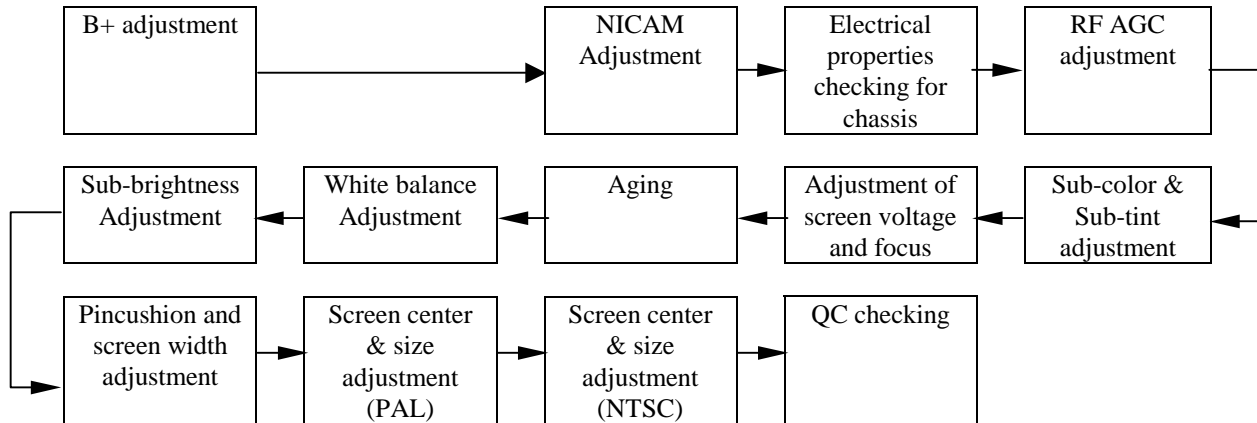 B+ adjustment
NICAM
Adjustment
Electrical
properties
checking for
chassis
RF AGC
adjustment
Sub-brightness
Adjustment
White balance
Adjustment
Aging
Adjustment of
screen voltage
and focus
Sub-color &
Sub-tint
adjustment
Pincushion and
screen width
adjustment
Screen center
& size
adjustment
(PAL)
Screen center
& size
adjustment
(NTSC)
QC checking